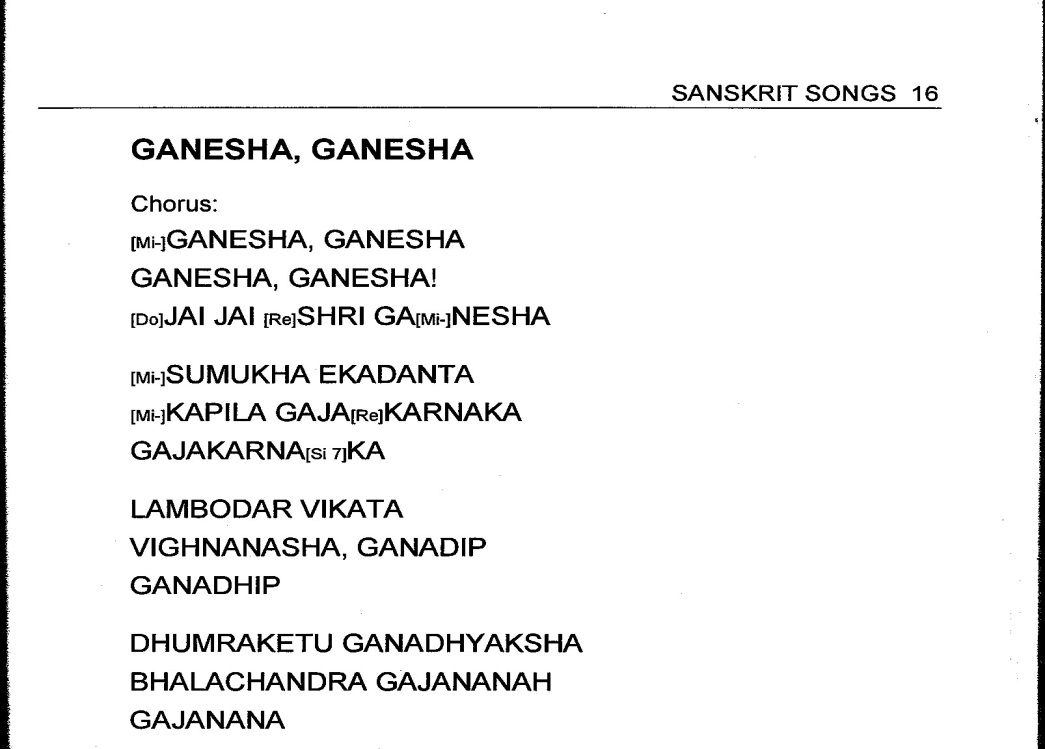 SANSKRIT SONGS 16
GANESHA, GANESHA
Chorus:
[Mi-]GANESHA, GANESHA
GANESHA, GANESHA!
[Do]JAI JAI [Re]SHRI GA[Mi-]NESHA
[Mi-]SUMUKHA EKADANTA
[Mi-]KAPILA GAJA[Re]KARNAKA
GAJAKARNA[Si 7]KA
LAMBODAR VIKATA
VIGHNANASHA, GANADIP
GANADHIP
DHUMRAKETU GANADHYAKSHA
BHALACHANDRA GAJANANAH
GAJANANA